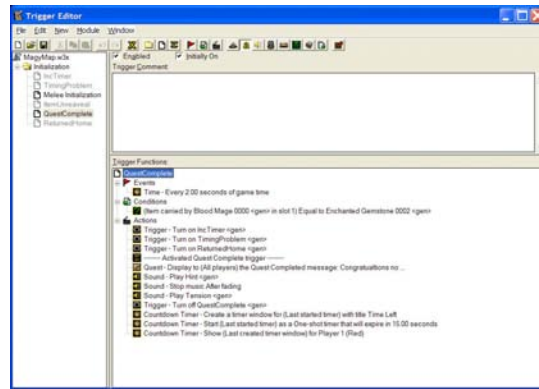 Trigger Editor
File Edit View Module Window
MagyMap.w3x
Initialization
IncTimer
TimingProblem
Melee Initialization
ItemUnreaveal
QuestComplete
ReturnedHome
Enabled
Initially On
Trigger Comment:
Trigger Functions:
QuestComplete
Events
Time - Every 2.00 seconds of game time
Conditions
(Item carried by Blood Mage 0000 <gen> in slot 1) Equal to Enchanted Gemstone 0002 <gen>
Actions
Trigger - Turn on IncTimer <gen>
Trigger - Turn on TimingProblem <gen>
Trigger - Turn on ReturnedHome <gen>
------- Activated Quest Complete trigger -------
Quest - Display to (All players) the Quest Completed message: Congratualtions no ...
Sound - Play Hint <gen>
Sound - Stop music After fading
Sound - Play Tension <gen>
Trigger - Turn off QuestComplete <gen>
Countdown Timer - Create a timer window for (Last started timer) with title Time Left
Countdown Timer - Start (Last started timer) as a One-shot timer that will expire in 15.00 seconds
Countdown Timer - Show (Last created timer window) for Player 1 (Red)